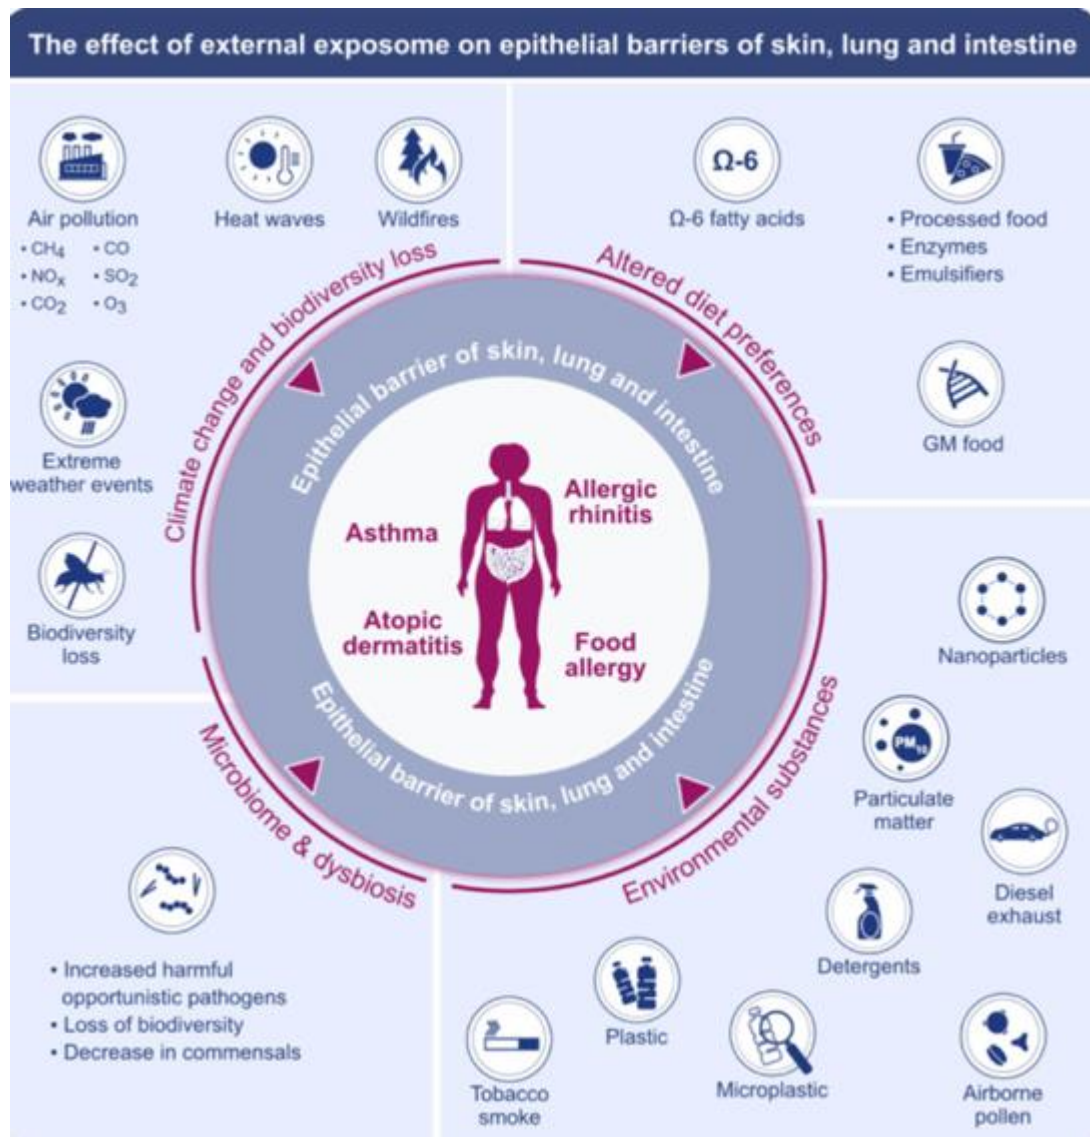 The effect of external exposome on epithelial barriers of skin, lung and intestine
Air pollution
• CH4 • CO
• NOx • SO2
• CO2 • O3
Heat waves
Wildfires
Extreme
weather events
Biodiversity
loss
Climate change and biodiversity loss
Ω-6
Ω-6 fatty acids
• Processed food
• Enzymes
• Emulsifiers
GM food
Altered diet preferences
Epithelial barrier of skin, lung and intestine
Asthma
Allergic
rhinitis
Atopic
dermatitis
Food
allergy
Epithelial barrier of skin, lung and intestine
Microbiome & dysbiosis
• Increased harmful
opportunistic pathogens
• Loss of biodiversity
• Decrease in commensals
Environmental substances
Nanoparticles
PM10
Particulate
matter
Diesel
exhaust
Detergents
Plastic
Microplastic
Tobacco
smoke
Airborne
pollen